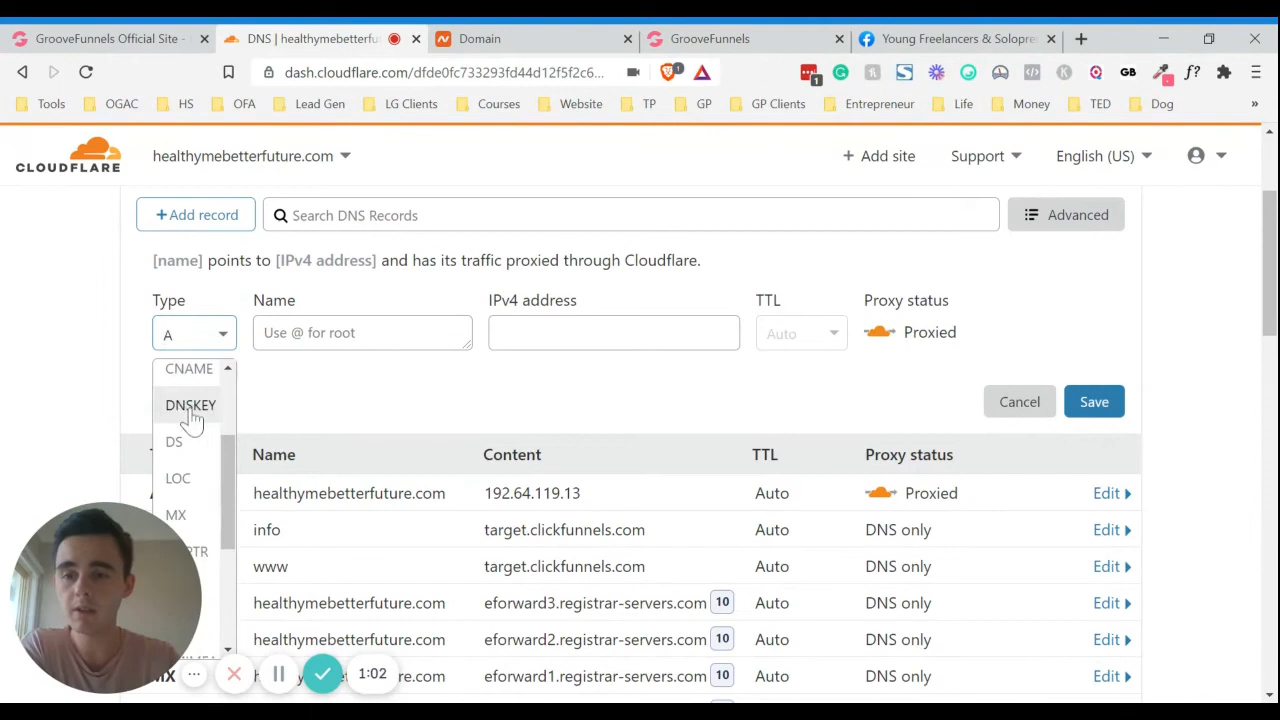 GrooveFunnels Official Site -
DNS | healthymebetterfut
Domain
GrooveFunnels
Young Freelancers & Solopre
dash.cloudflare.com/dfde0fc733293fd44d12f5f2c6...
1
GB
f?
1
Tools
OGAC
HS
OFA
Lead Gen
LG Clients
Courses
Website
TP
GP
GP Clients
Entrepreneur
Life
Money
TED
Dog
»
CLOUDFLARE
healthymebetterfuture.com
+ Add site
Support
English (US)
+Add record
Search DNS Records
Advanced
[name] points to [IPv4 address] and has its traffic proxied through Cloudflare.
Type
Name
IPv4 address
TTL
Proxy status
A
Use @ for root
Auto
Proxied
CNAME
DNSKEY
DS
LOC
MX
Cancel
Save
Name
Content
TTL
Proxy status
healthymebetterfuture.com
192.64.119.13
Auto
Proxied
Edit
info
target.clickfunnels.com
Auto
DNS only
Edit
www
target.clickfunnels.com
Auto
DNS only
Edit
healthymebetterfuture.com
eforward3.registrar-servers.com
10
Auto
DNS only
Edit
healthymebetterfuture.com
eforward2.registrar-servers.com
10
Auto
DNS only
Edit
MX
healthymebetterfuture.com
eforward1.registrar-servers.com
10
Auto
DNS only
Edit
1:02